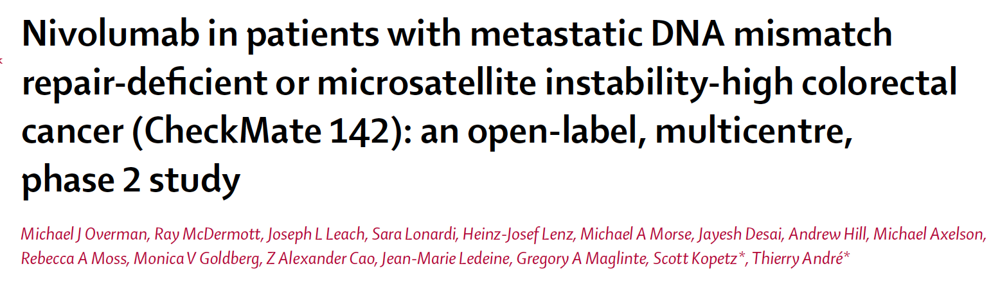 Nivolumab in patients with metastatic DNA mismatch
repair-deficient or microsatellite instability-high colorectal
cancer (CheckMate 142): an open-label, multicentre,
phase 2 study
Michael J Overman, Ray McDermott, Joseph L Leach, Sara Lonardi, Heinz-Josef Lenz, Michael A Morse, Jayesh Desai, Andrew Hill, Michael Axelson,
Rebecca A Moss, Monica V Goldberg, Z Alexander Cao, Jean-Marie Ledeine, Gregory A Maglinte, Scott Kopetz*, Thierry André*